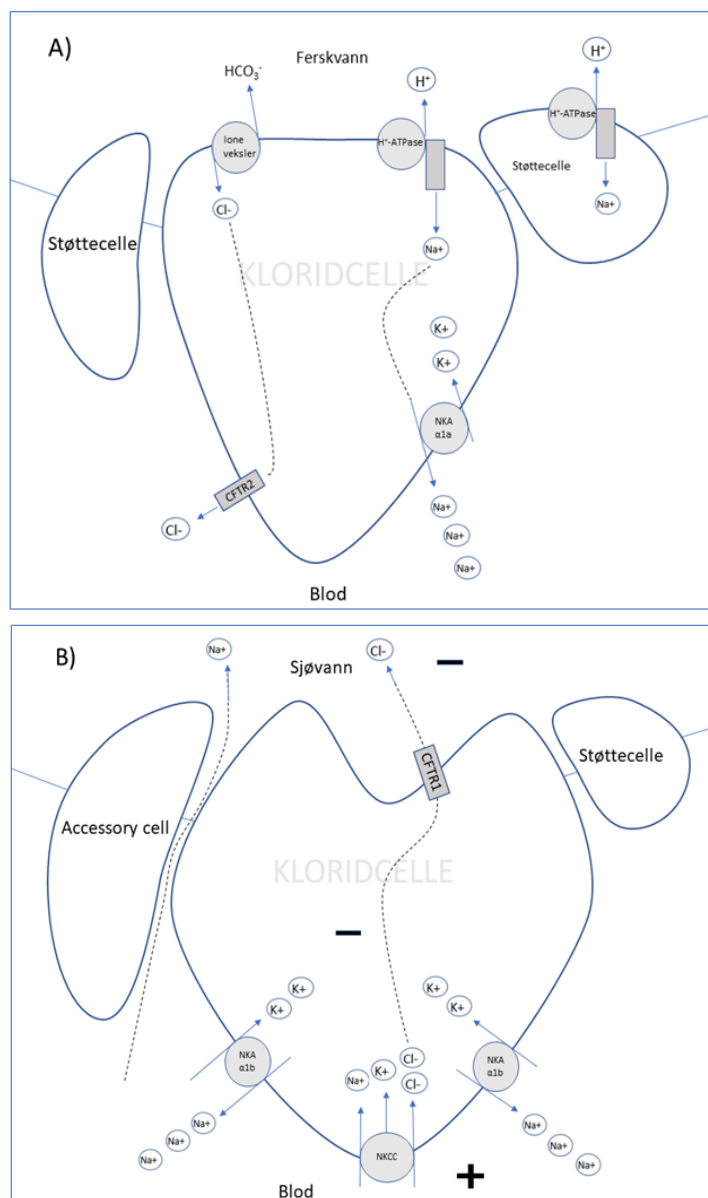 A)
Ferskvann
HCO₃⁻
H⁺
H⁺
Ione
veksler
H⁺-ATPase
H⁺-ATPase
Støttecelle
Cl-
Na+
Na+
Støttecelle
KLORIDCELLE
K+
K+
NKA
α1a
CFTR2
Cl-
Na+
Na+
Na+
Blod
B)
Na+
Sjøvann
Cl-
−
CFTR1
Støttecelle
Accessory cell
KLORIDCELLE
−
K+
K+
K+
K+
NKA
α1b
Na+
K+
Cl-
Cl-
NKA
α1b
Na+
Na+
Na+
Na+
Na+
Na+
NKCC
+
Blod